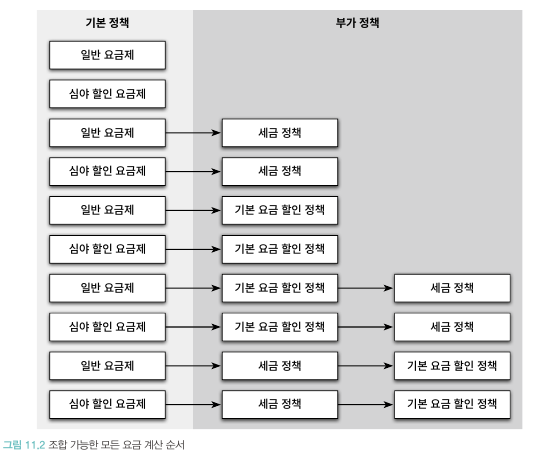 기본 정책 부가 정책
일반 요금제
심야 할인 요금제
일반 요금제 세금 정책
심야 할인 요금제 세금 정책
일반 요금제 기본 요금 할인 정책
심야 할인 요금제 기본 요금 할인 정책
일반 요금제 기본 요금 할인 정책 세금 정책
심야 할인 요금제 기본 요금 할인 정책 세금 정책
일반 요금제 세금 정책 기본 요금 할인 정책
심야 할인 요금제 세금 정책 기본 요금 할인 정책
그림 11.2 조합 가능한 모든 요금 계산 순서